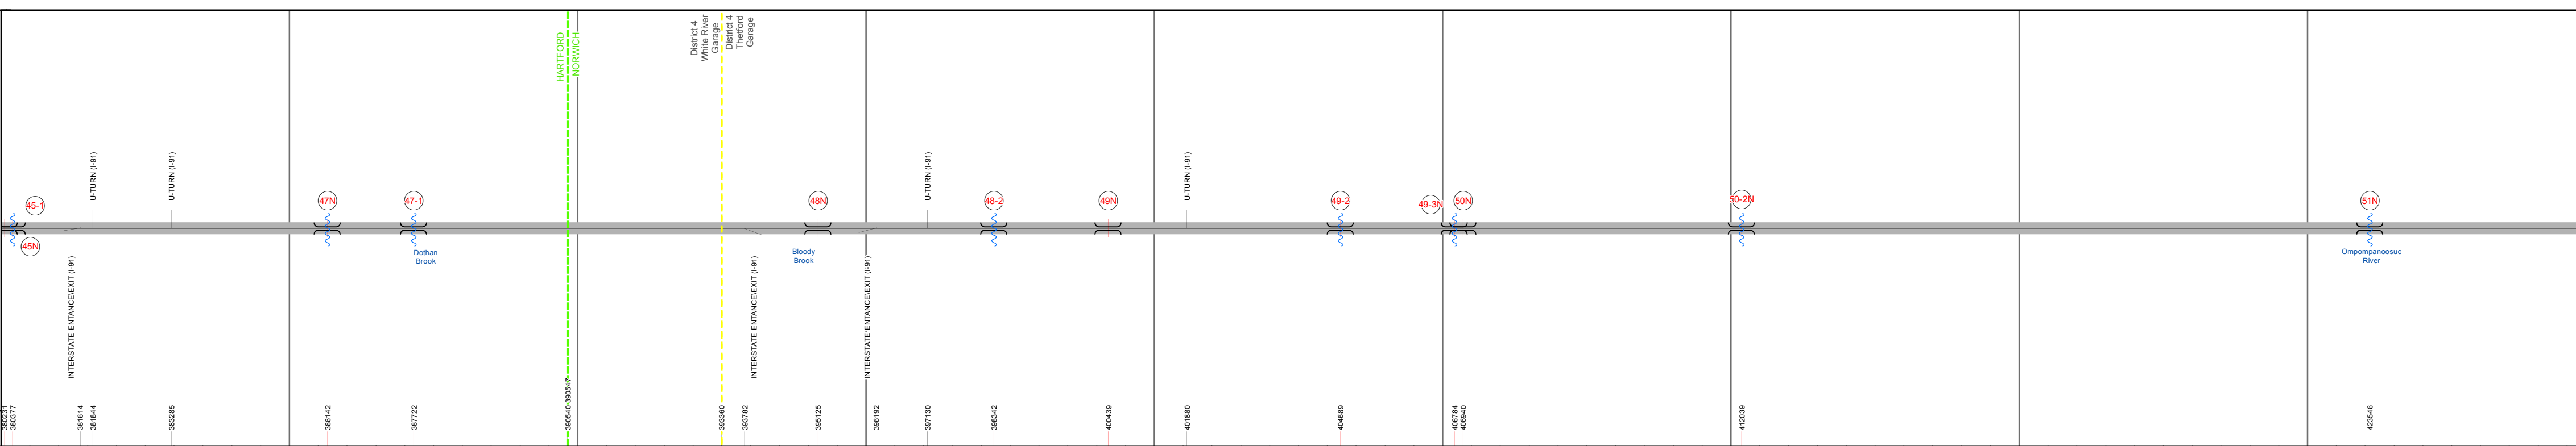 HARTFORD
NORWICH
District 4
White River
Garage
District 4
Thetford
Garage
U-TURN (I-91)
U-TURN (I-91)
U-TURN (I-91)
U-TURN (I-91)
45-1
47N
47-1
48N
48-2
49N
49-2
49-3N
50N
50-2N
51N
45N
Dothan
Brook
Bloody
Brook
Ompompanoosuc
River
INTERSTATE ENTANCE\EXIT (I-91)
INTERSTATE ENTANCE\EXIT (I-91)
INTERSTATE ENTANCE\EXIT (I-91)
380231
380377
381614
381844
383285
386142
387722
390540 390547
393360
393782
395125
396192
397130
398342
400439
401880
404689
406784
406940
412039
423546